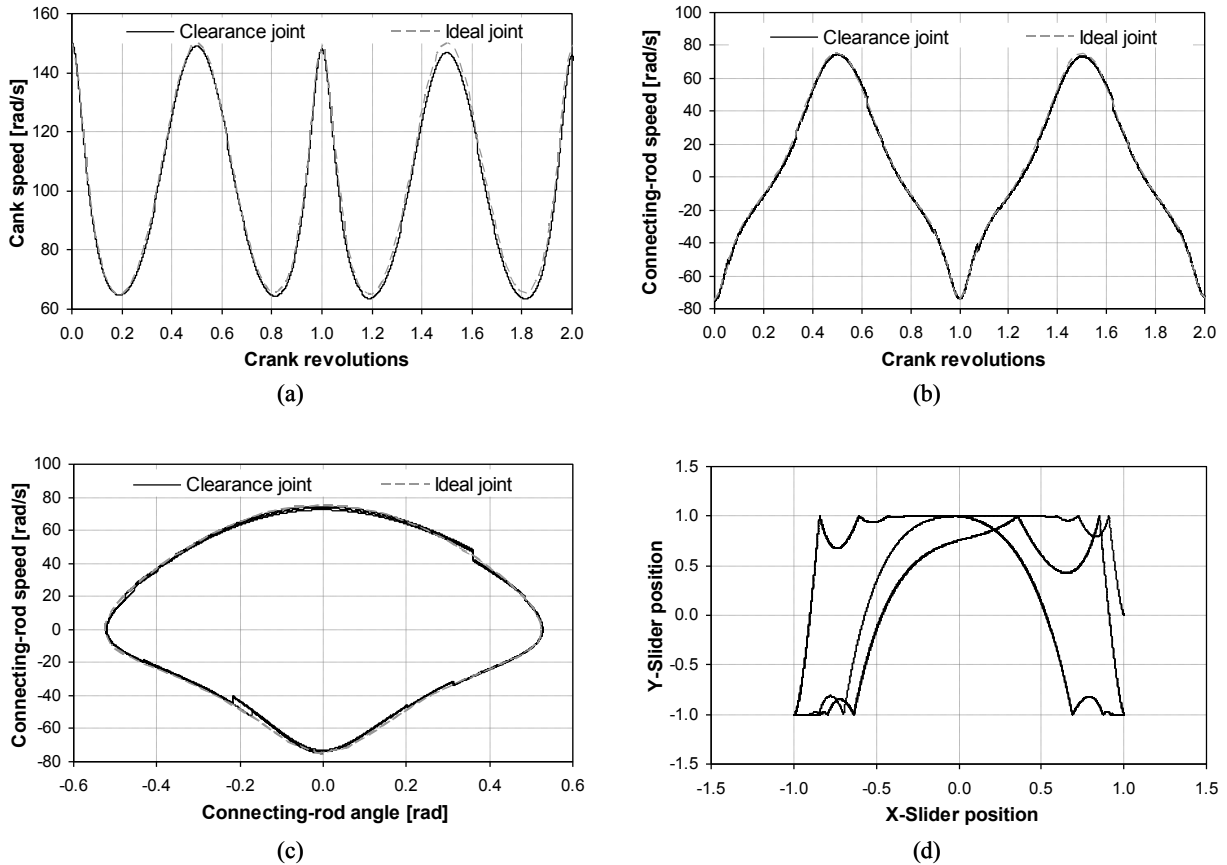 Clearance joint Ideal joint
Cank speed [rad/s]
160
140
120
100
80
60
0.0 0.2 0.4 0.6 0.8 1.0 1.2 1.4 1.6 1.8 2.0
Crank revolutions
(a)
Clearance joint Ideal joint
Connecting-rod speed [rad/s]
100
80
60
40
20
0
-20
-40
-60
-80
0.0 0.2 0.4 0.6 0.8 1.0 1.2 1.4 1.6 1.8 2.0
Crank revolutions
(b)
Clearance joint Ideal joint
Connecting-rod speed [rad/s]
100
80
60
40
20
0
-20
-40
-60
-80
-0.6 -0.4 -0.2 0.0 0.2 0.4 0.6
Connecting-rod angle [rad]
(c)
Y-Slider position
1.5
1.0
0.5
0.0
-0.5
-1.0
-1.5
-1.5 -1.0 -0.5 0.0 0.5 1.0 1.5
X-Slider position
(d)